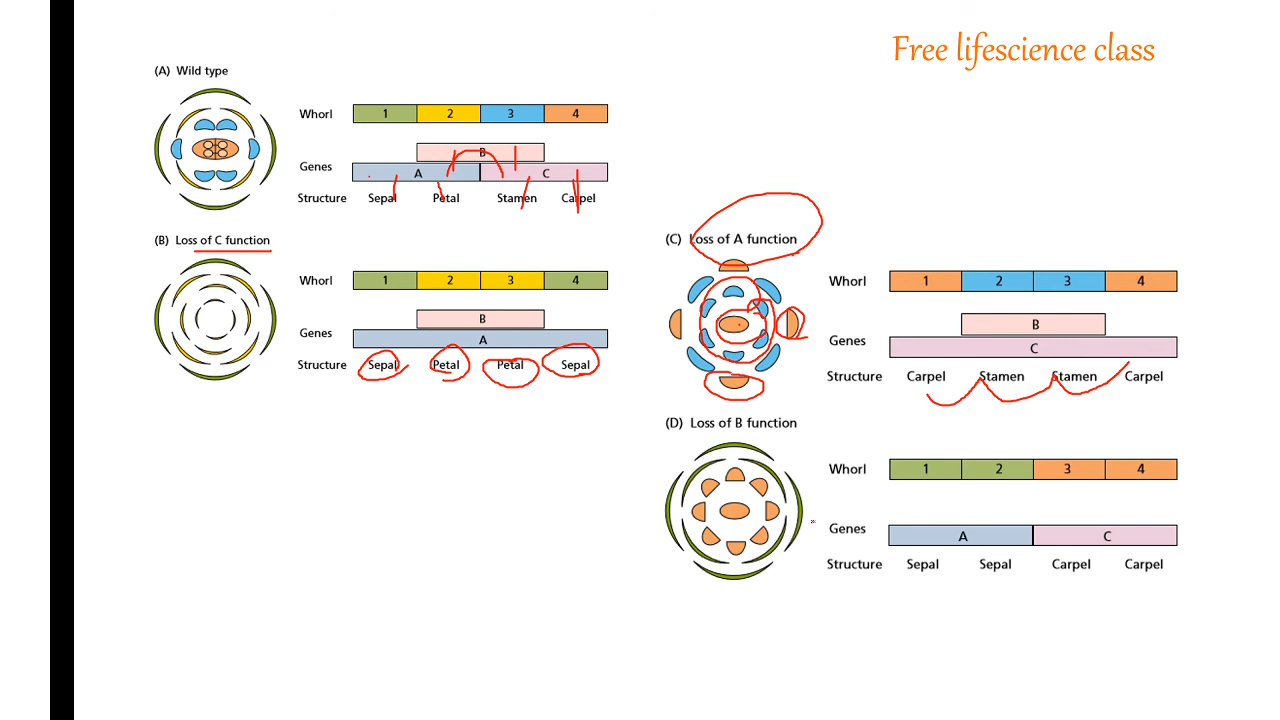 Free lifescience class
(A) Wild type
Whorl 1 2 3 4
B
Genes A C
Structure Sepal Petal Stamen Carpel
(B) Loss of C function
Whorl 1 2 3 4
B
Genes A
Structure Sepal Petal Petal Sepal
(C) Loss of A function
Whorl 1 2 3 4
B
Genes C
Structure Carpel Stamen Stamen Carpel
(D) Loss of B function
Whorl 1 2 3 4
Genes A C
Structure Sepal Sepal Carpel Carpel